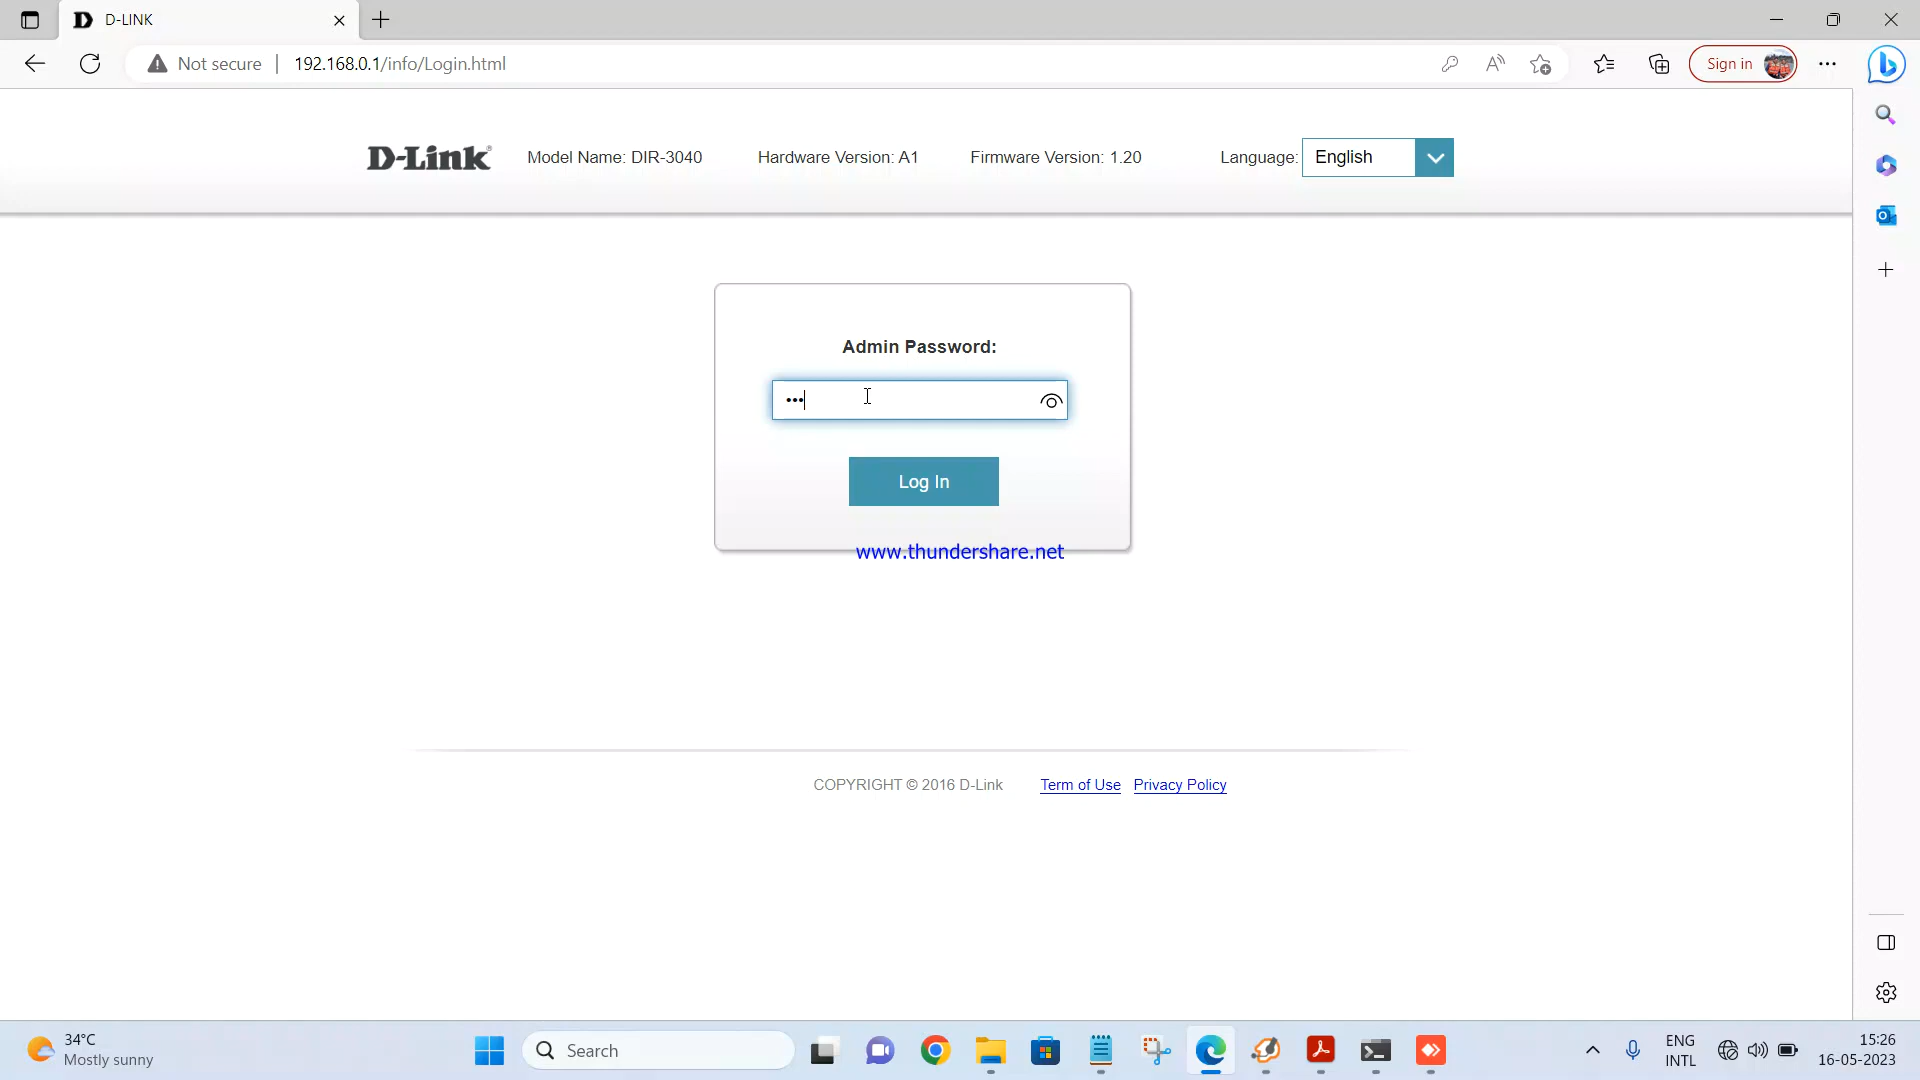 D-LINK
Not secure
192.168.0.1/info/Login.html
Sign in
D-Link
Model Name: DIR-3040
Hardware Version: A1
Firmware Version: 1.20
Language:
English
Admin Password:
•••
Log In
www.thundershare.net
COPYRIGHT © 2016 D-Link
Term of Use
Privacy Policy
34°C
Mostly sunny
Search
ENG
INTL
15:26
16-05-2023